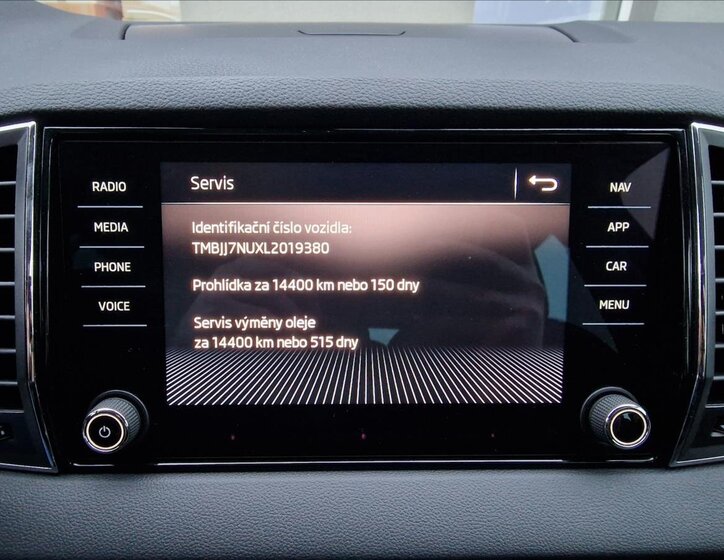 RADIO
MEDIA
PHONE
VOICE
Servis
Identifikační číslo vozidla:
TMBJJ7NUXL2019380
Prohlídka za 14400 km nebo 150 dny
Servis výměny oleje
za 14400 km nebo 515 dny
NAV
APP
CAR
MENU